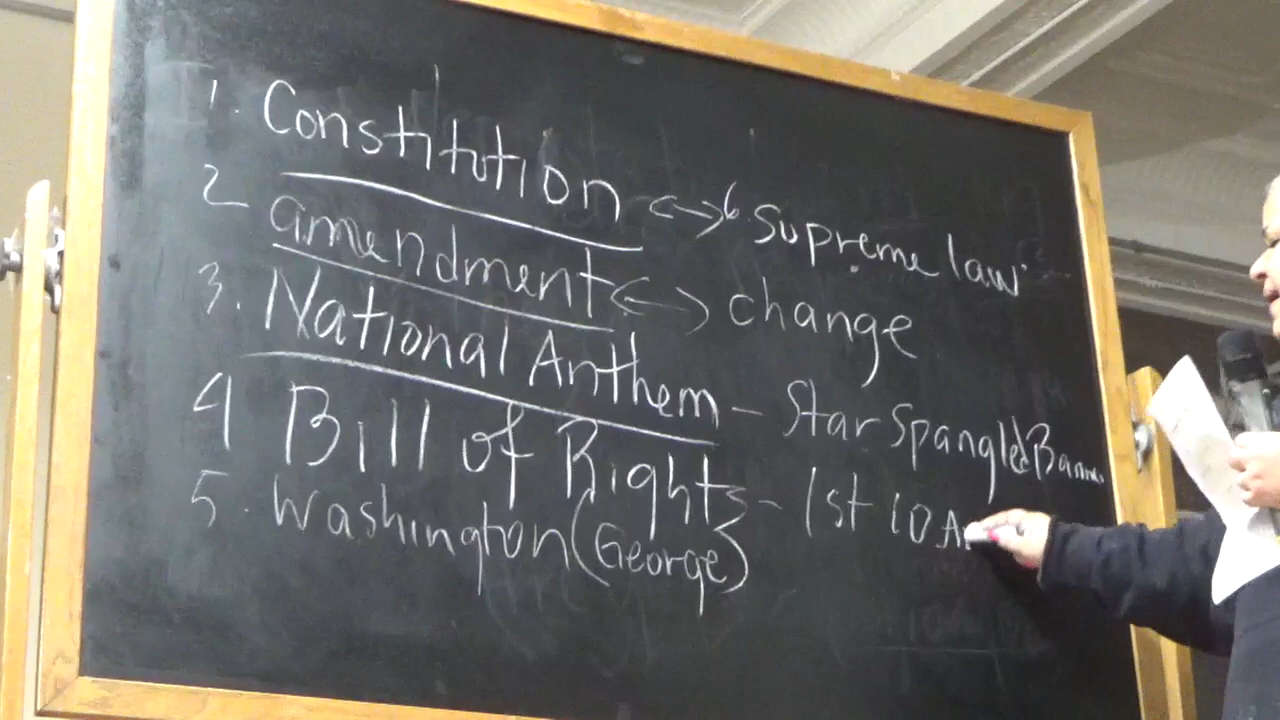 1. Constitution <-> 6. Supreme law
2 amendment <-> change
3. National Anthem - Star Spangled Banner
4 Bill of Rights - 1st 10 A
5. Washington (George)